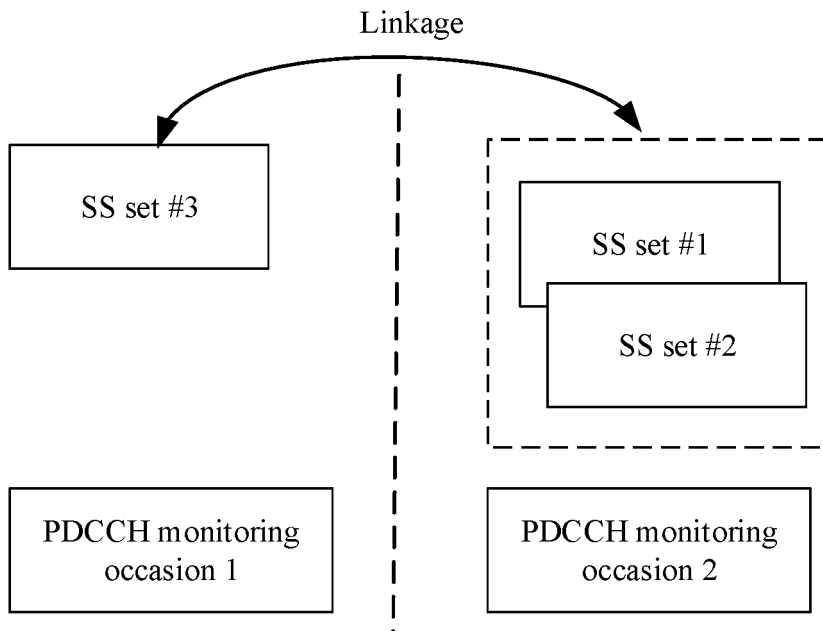 Linkage
SS set #3
SS set #1
SS set #2
PDCCH monitoring
occasion 1
PDCCH monitoring
occasion 2